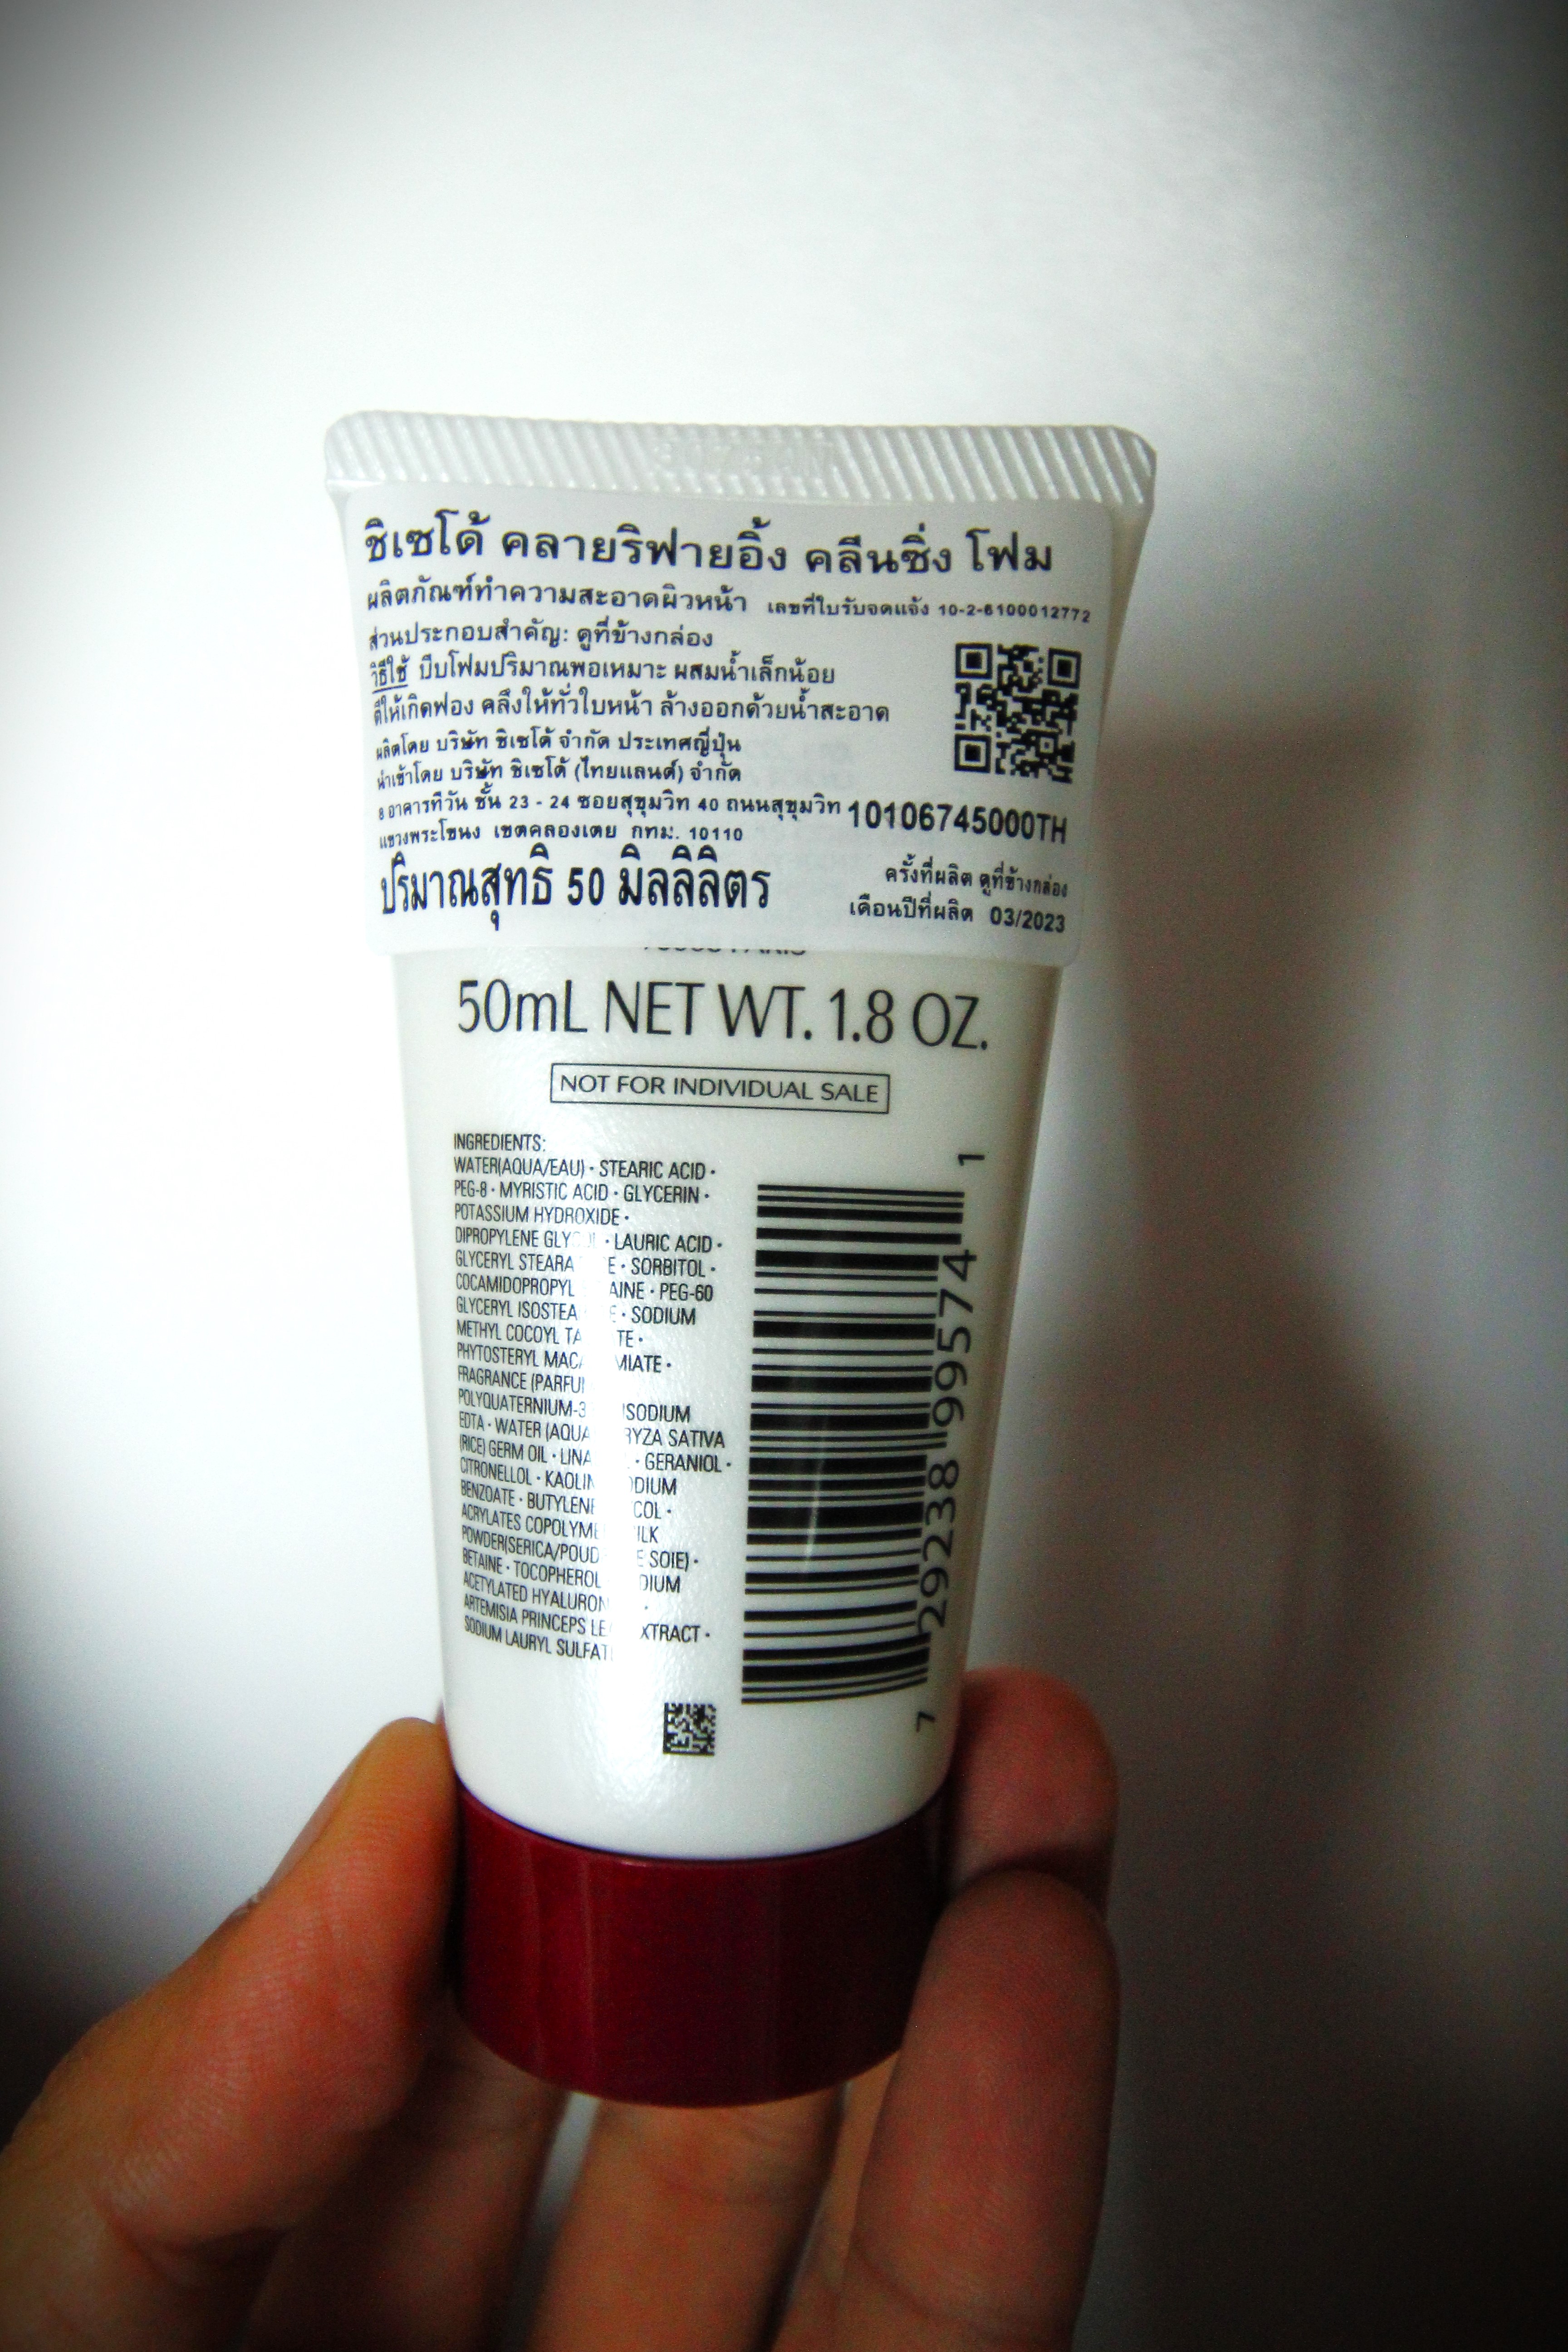 ชิเซโด้ คลายริฟายอิ้ง คลีนซิ่ง โฟม
ผลิตภัณฑ์ทำความสะอาดผิวหน้า เลขที่ใบรับจดแจ้ง 10-2-6100012772
ส่วนประกอบสำคัญ: ดูที่ข้างกล่อง
วิธีใช้ บีบโฟมปริมาณพอเหมาะ ผสมน้ำเล็กน้อย
ตีให้เกิดฟอง คลึงให้ทั่วใบหน้า ล้างออกด้วยน้ำสะอาด
ผลิตโดย บริษัท ชิเซโด้ จำกัด ประเทศญี่ปุ่น
นำเข้าโดย บริษัท ชิเซโด้ (ไทยแลนด์) จำกัด
8 อาคารทีวัน ชั้น 23 - 24 ซอยสุขุมวิท 40 ถนนสุขุมวิท
แขวงพระโขนง เขตคลองเตย กทม. 10110
10106745000TH
ปริมาณสุทธิ 50 มิลลิลิตร
ครั้งที่ผลิต ดูที่ข้างกล่อง
เดือนปีที่ผลิต 03/2023
50mL NET WT. 1.8 OZ.
NOT FOR INDIVIDUAL SALE
INGREDIENTS:
WATER(AQUA/EAU) · STEARIC ACID ·
PEG-8 · MYRISTIC ACID · GLYCERIN ·
POTASSIUM HYDROXIDE ·
DIPROPYLENE · LAURIC ACID ·
GLYCERYL · SORBITOL ·
PEG-60
GLYCERYL · SODIUM
METHYL COCOYL
PHYTOSTERYL
FRAGRANCE

EDTA · WATER SATIVA
(RICE) GERM OIL · GERANIOL ·
CITRONELLOL ·
BENZOATE ·
ACRYLATES
SOIE) ·
BETAINE · TOCOPHEROL
ACETYLATED
ARTEMISIA PRINCEPS
SODIUM LAURYL
7 29238 99574 1